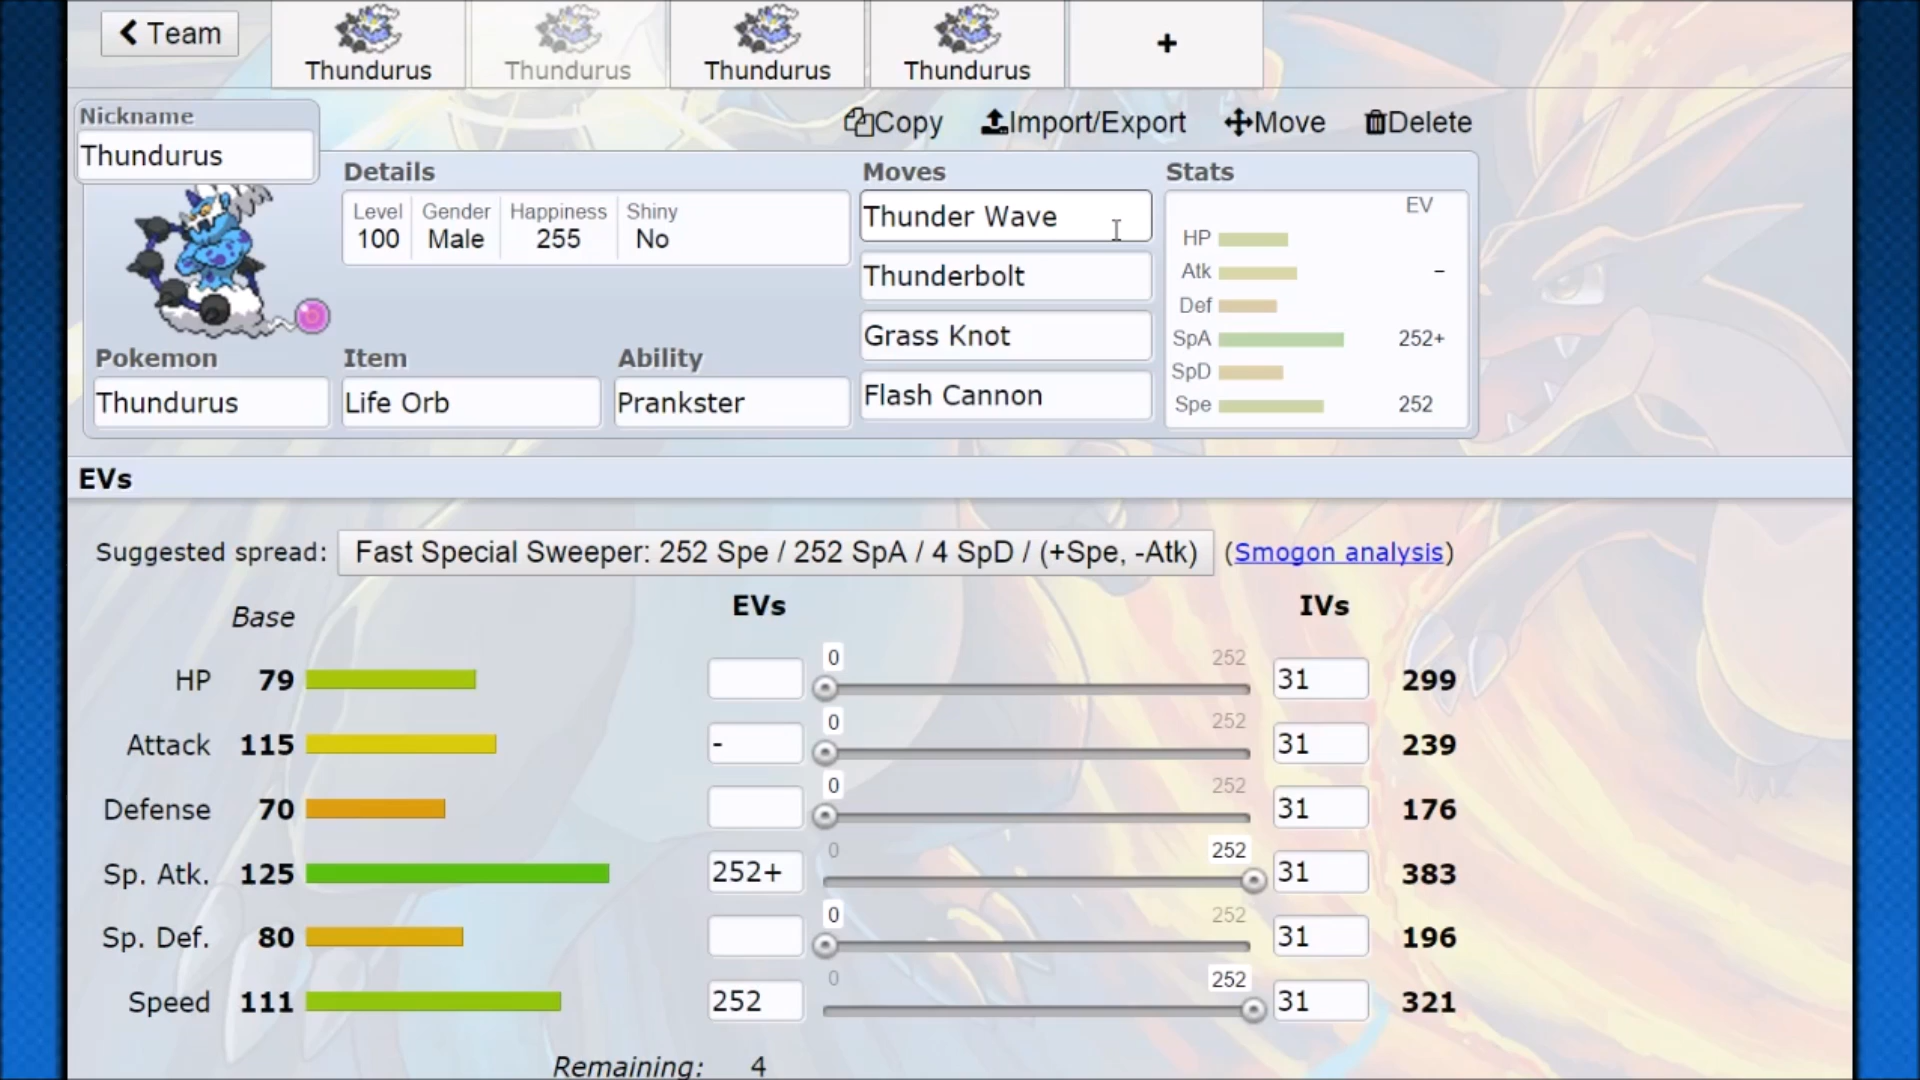 Team
Thundurus
Thundurus
Thundurus
Thundurus
+
Nickname
Thundurus
Copy
Import/Export
Move
Delete
Details
Level
100
Gender
Male
Happiness
255
Shiny
No
Pokemon
Thundurus
Item
Life Orb
Ability
Prankster
Moves
Thunder Wave
Thunderbolt
Grass Knot
Flash Cannon
Stats
EV
HP
Atk –
Def
SpA 252+
SpD
Spe 252
EVs
Suggested spread: Fast Special Sweeper: 252 Spe / 252 SpA / 4 SpD / (+Spe, -Atk) (Smogon analysis)
Base EVs IVs
HP 79 0 252 31 299
Attack 115 - 0 252 31 239
Defense 70 0 252 31 176
Sp. Atk. 125 252+ 0 252 31 383
Sp. Def. 80 0 252 31 196
Speed 111 252 0 252 31 321
Remaining: 4